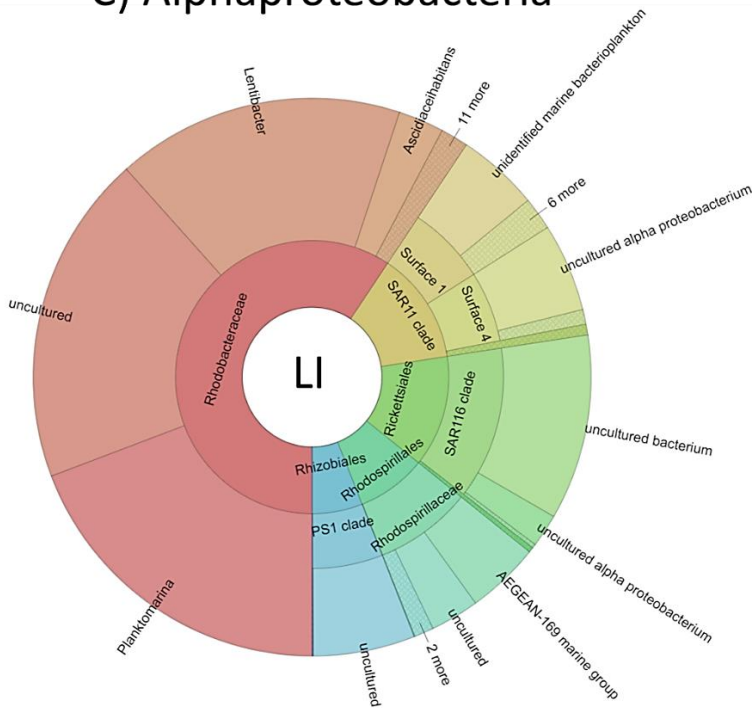 C) Alphaproteobacteria
Lentibacter
Ascidiaceihabitans
11 more
unidentified marine bacterioplankton
6 more
uncultured alpha proteobacterium
Surface 1
Surface 4
SAR11 clade
uncultured
Rhodobacteraceae
LI
Rickettsiales
SAR116 clade
uncultured bacterium
Rhizobiales
Rhodospirillales
PS1 clade
Rhodospirillaceae
uncultured alpha proteobacterium
AEGEAN-169 marine group
Planktomarina
uncultured
2 more
uncultured